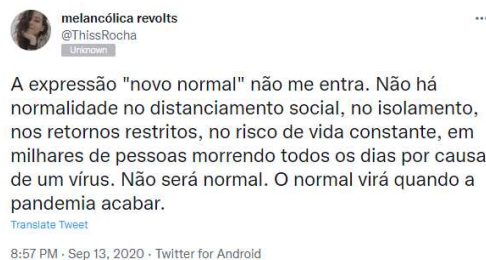 melancólica revolts
@ThissRocha
Unknown
A expressão "novo normal" não me entra. Não há
normalidade no distanciamento social, no isolamento,
nos retornos restritos, no risco de vida constante, em
milhares de pessoas morrendo todos os dias por causa
de um vírus. Não será normal. O normal virá quando a
pandemia acabar.
Translate Tweet
8:57 PM · Sep 13, 2020 · Twitter for Android